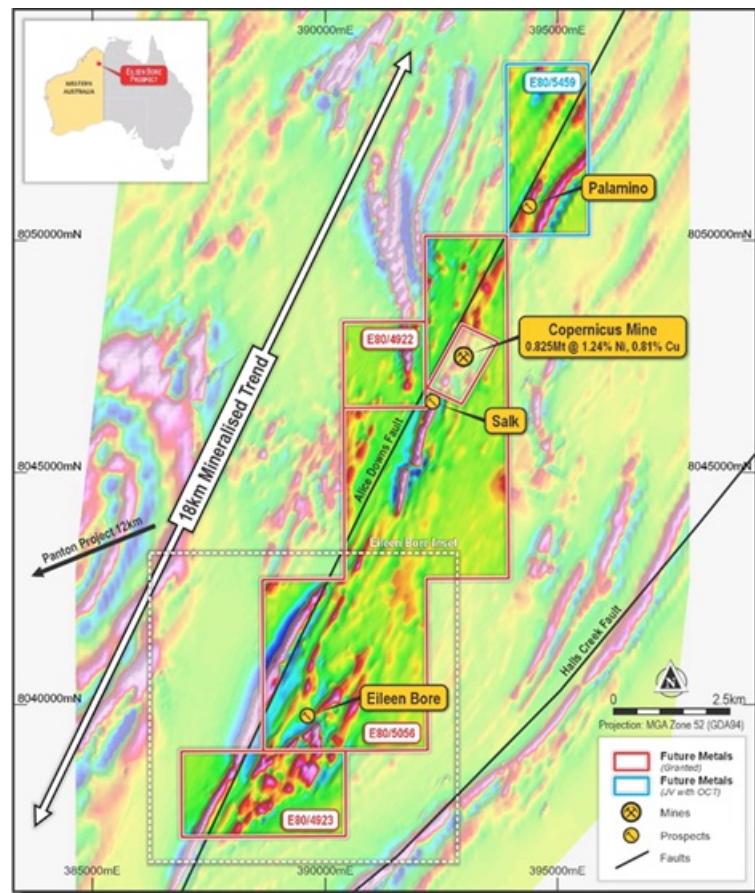 390000mE
395000mE
EILEEN BORE
PROSPECT
WESTERN
AUSTRALIA
E80/5459
Palamino
8050000mN
8050000mN
E80/4922
Copernicus Mine
0.825Mt @ 1.24% Ni, 0.81% Cu
Salk
18km Mineralised Trend
Alice Downs Fault
8045000mN
8045000mN
Panton Project 12km
Eileen Bore Inset
Halls Creek Fault
8040000mN
Eileen Bore
E80/5056
E80/4923
N
0
2.5km
Projection: MGA Zone 52 (GDA94)
Future Metals
(Granted)
Future Metals
(JV with OCT)
Mines
Prospects
Faults
385000mE
390000mE
395000mE